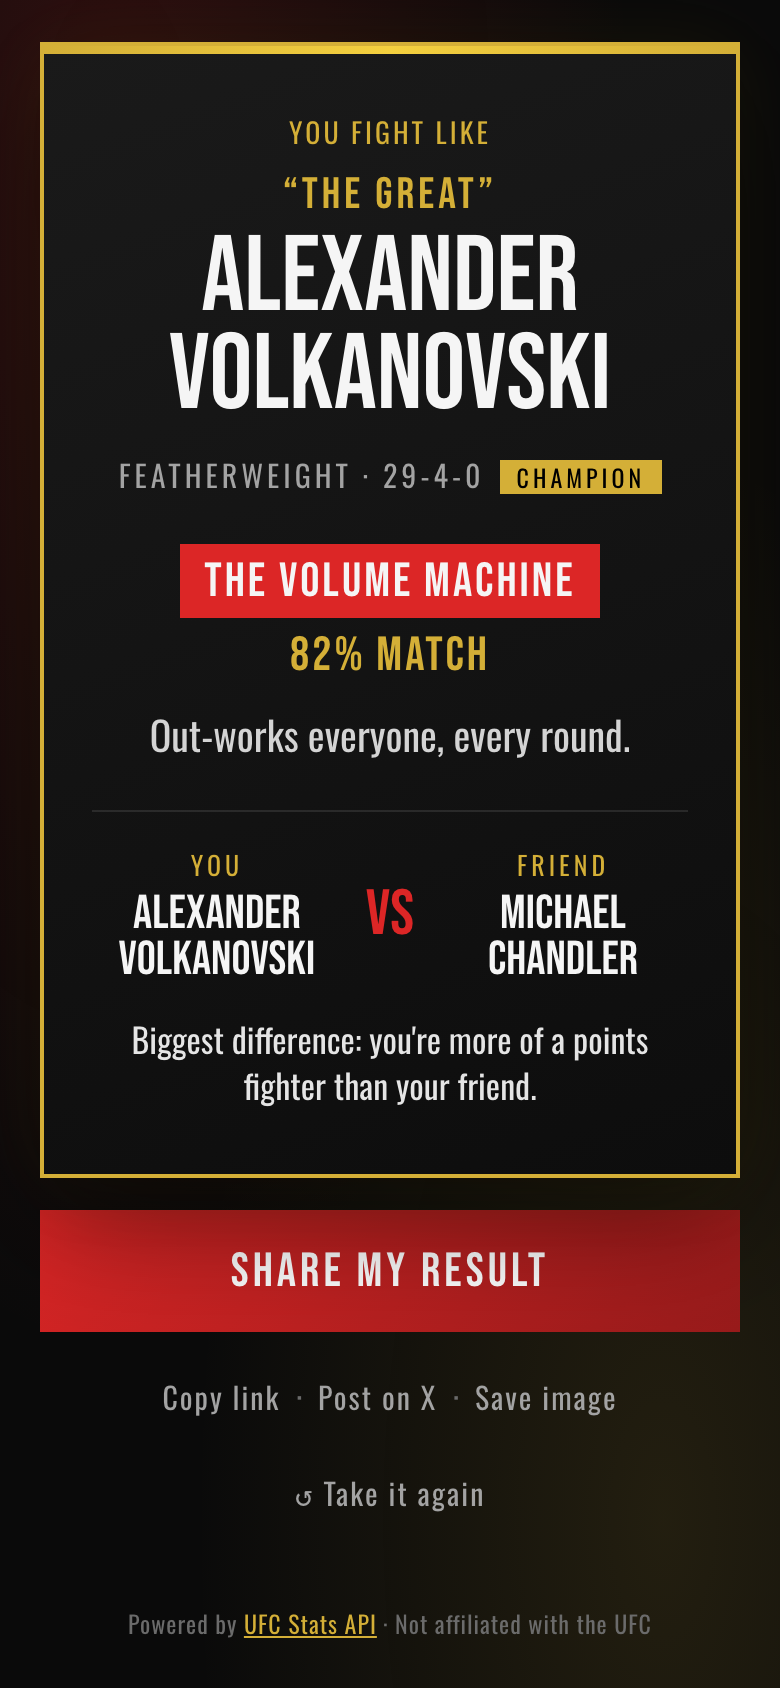 YOU FIGHT LIKE
“THE GREAT”
ALEXANDER
VOLKANOVSKI
FEATHERWEIGHT · 29-4-0 CHAMPION
THE VOLUME MACHINE
82% MATCH
Out-works everyone, every round.
YOU
ALEXANDER
VOLKANOVSKI
VS
FRIEND
MICHAEL
CHANDLER
Biggest difference: you're more of a points
fighter than your friend.
SHARE MY RESULT
Copy link · Post on X · Save image
↺ Take it again
Powered by UFC Stats API · Not affiliated with the UFC